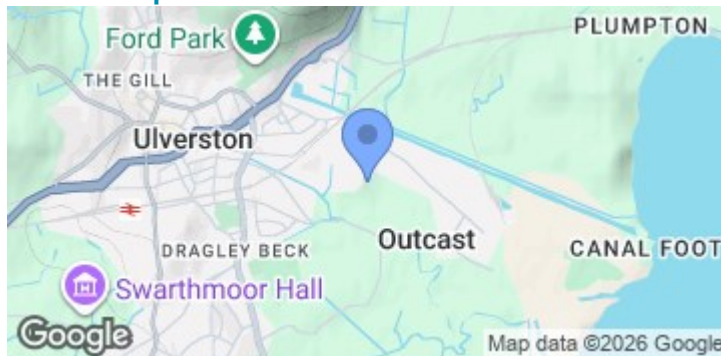 PLUMPTON
Ford Park
THE GILL
Ulverston
Outcast
DRAGLEY BECK
CANAL FOOT
Swarthmoor Hall
Google
Map data ©2026 Google